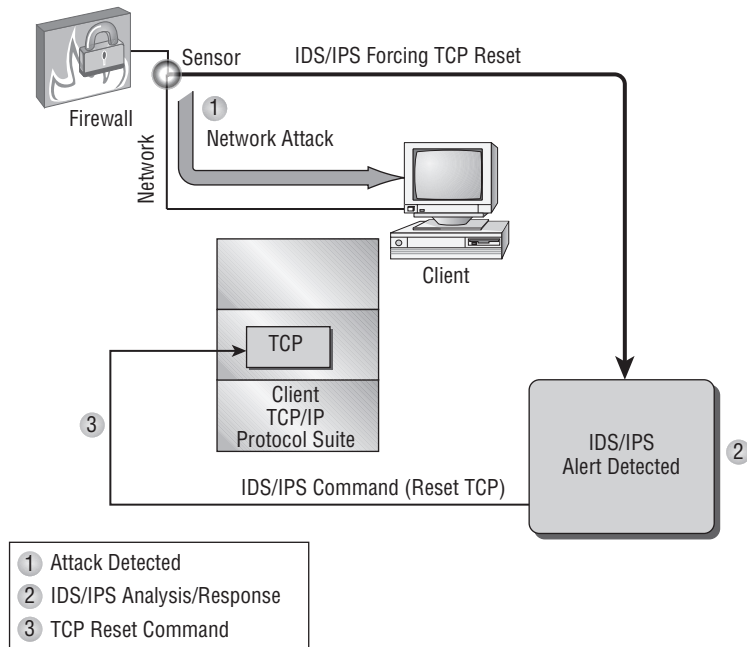 Sensor
IDS/IPS Forcing TCP Reset
Firewall
1
Network Attack
Network
Client
TCP
Client
TCP/IP
Protocol Suite
3
IDS/IPS
Alert Detected
2
IDS/IPS Command (Reset TCP)
1 Attack Detected
2 IDS/IPS Analysis/Response
3 TCP Reset Command